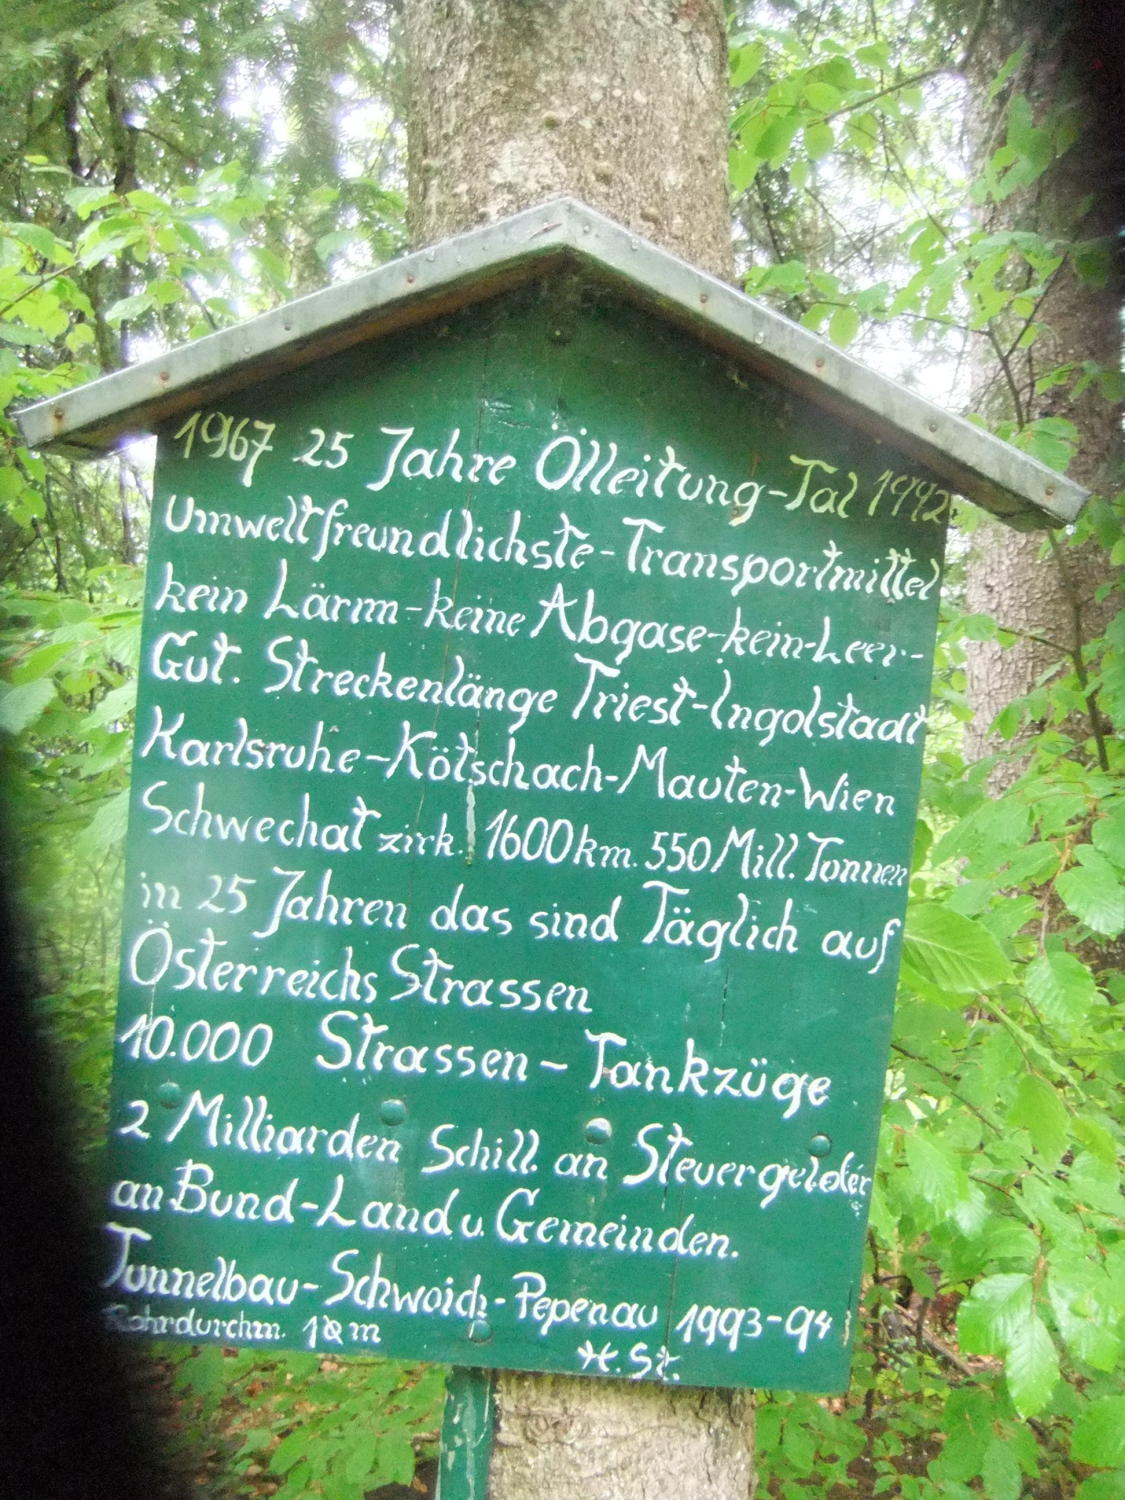 1967 25 Jahre Ölleitung-Tal 1992
Umweltfreundlichste-Transportmittel
kein Lärm-keine Abgase-kein-Leer-
Gut. Streckenlänge Triest-Ingolstadt
Karlsruhe-Kötschach-Mauten-Wien
Schwechat zirk. 1600 km. 550 Mill. Tonnen
in 25 Jahren das sind Täglich auf
Österreichs Strassen
10.000 Strassen - Tankzüge
2 Milliarden Schill. an Steuergelder
an Bund-Land u. Gemeinden.
Tunnelbau-Schwoich-Pepenau 1993-94
Rohrdurchm. m
H. St.